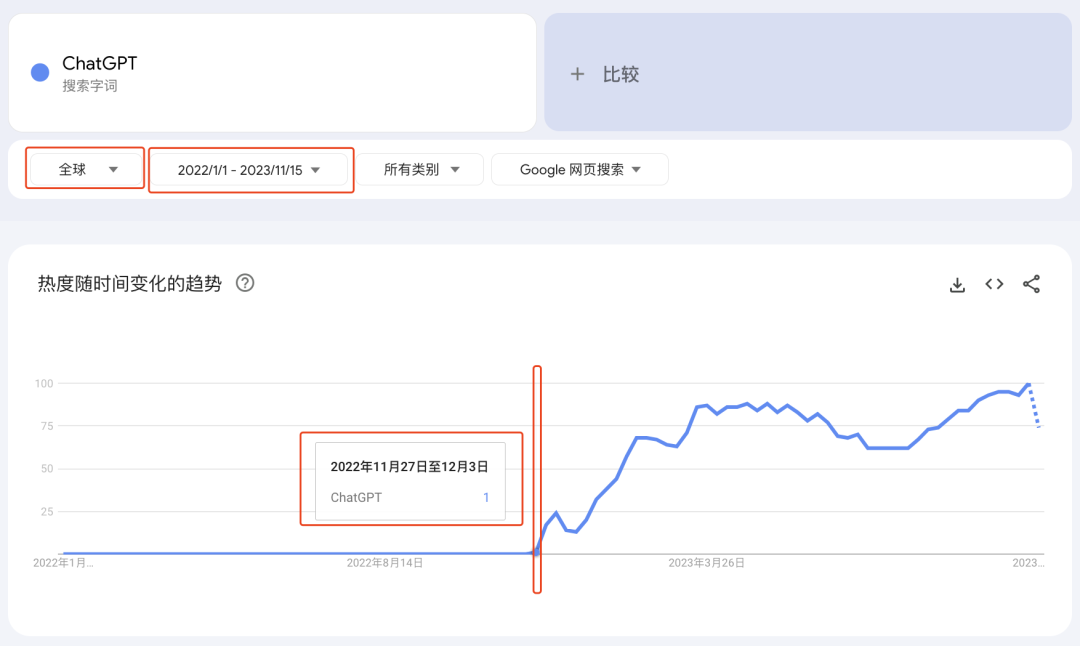 ChatGPT
搜索字词
+ 比较
全球
2022/1/1 - 2023/11/15
所有类别
Google 网页搜索
热度随时间变化的趋势
100
75
50
25
2022年11月27日至12月3日
ChatGPT 1
2022年1月…
2022年8月14日
2023年3月26日
2023…